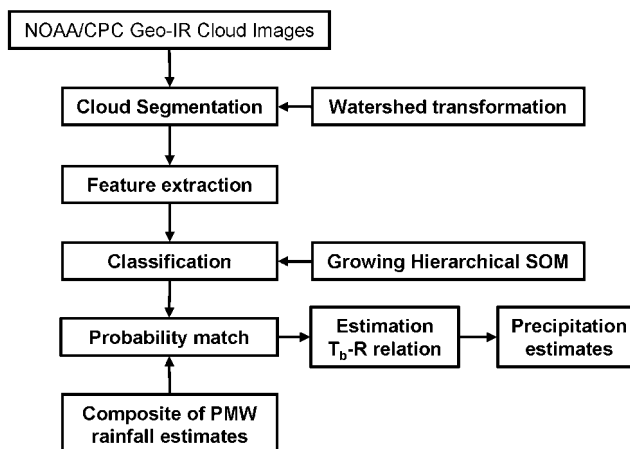 NOAA/CPC Geo-IR Cloud Images
Cloud Segmentation
Watershed transformation
Feature extraction
Classification
Growing Hierarchical SOM
Probability match
Estimation
Tb-R relation
Precipitation
estimates
Composite of PMW
rainfall estimates